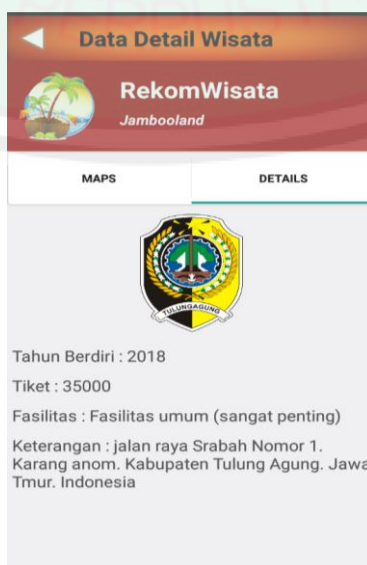 Data Detail Wisata
RekomWisata
Jambooland
MAPS
DETAILS
TULUNGAGUNG
Tahun Berdiri : 2018
Tiket : 35000
Fasilitas : Fasilitas umum (sangat penting)
Keterangan : jalan raya Srabah Nomor 1.
Karang anom. Kabupaten Tulung Agung. Jawa
Tmur. Indonesia